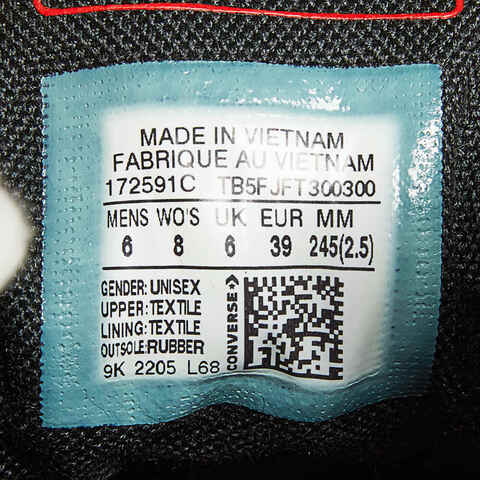 MADE IN VIETNAM
FABRIQUE AU VIETNAM
172591C TB5FJFT300300
MENS WO'S UK EUR MM
6 8 6 39 245(2.5)
GENDER: UNISEX
UPPER: TEXTILE
LINING: TEXTILE
OUTSOLE: RUBBER
9K 2205 L68
CONVERSE